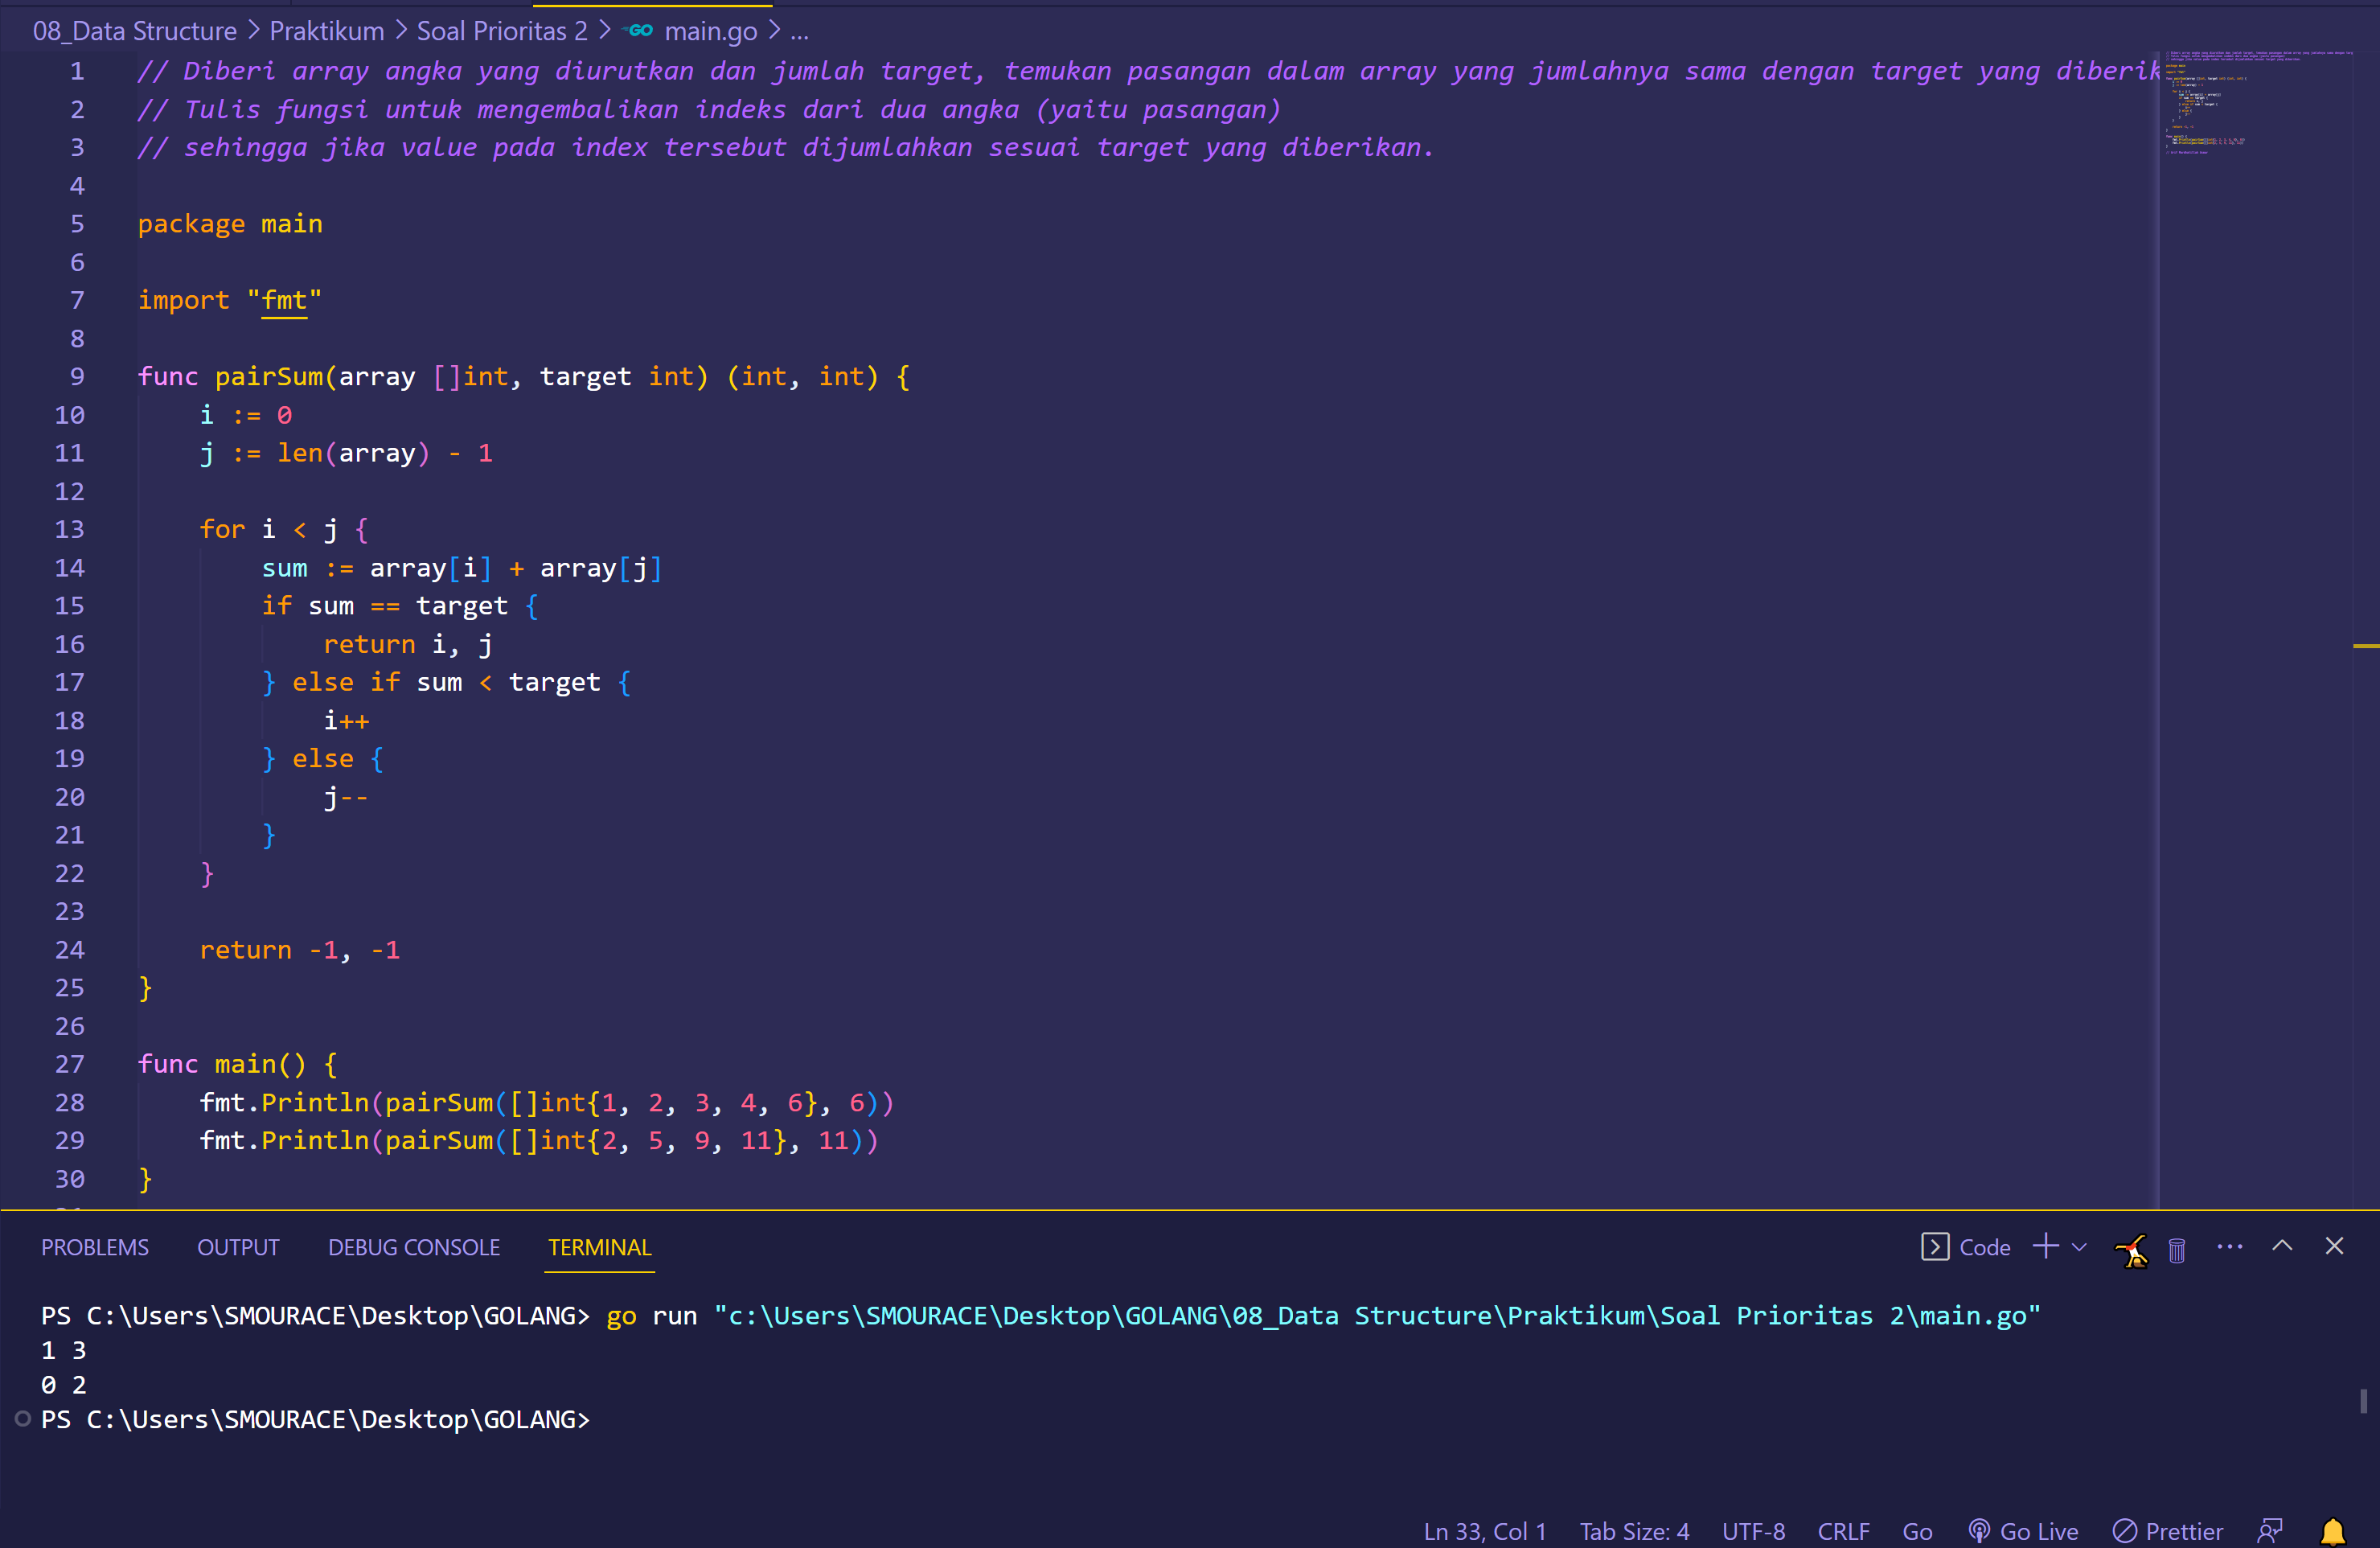 08_Data Structure > Praktikum > Soal Prioritas 2 > GO main.go > ...
1 // Diberi array angka yang diurutkan dan jumlah target, temukan pasangan dalam array yang jumlahnya sama dengan target yang diberik
2 // Tulis fungsi untuk mengembalikan indeks dari dua angka (yaitu pasangan)
3 // sehingga jika value pada index tersebut dijumlahkan sesuai target yang diberikan.
4
5 package main
6
7 import "fmt"
8
9 func pairSum(array []int, target int) (int, int) {
10     i := 0
11     j := len(array) - 1
12
13     for i < j {
14         sum := array[i] + array[j]
15         if sum == target {
16             return i, j
17         } else if sum < target {
18             i++
19         } else {
20             j--
21         }
22     }
23
24     return -1, -1
25 }
26
27 func main() {
28     fmt.Println(pairSum([]int{1, 2, 3, 4, 6}, 6))
29     fmt.Println(pairSum([]int{2, 5, 9, 11}, 11))
30 }
PROBLEMS OUTPUT DEBUG CONSOLE TERMINAL Code
PS C:\Users\SMOURACE\Desktop\GOLANG> go run "c:\Users\SMOURACE\Desktop\GOLANG\08_Data Structure\Praktikum\Soal Prioritas 2\main.go"
1 3
0 2
PS C:\Users\SMOURACE\Desktop\GOLANG>
Ln 33, Col 1 Tab Size: 4 UTF-8 CRLF Go Go Live Prettier